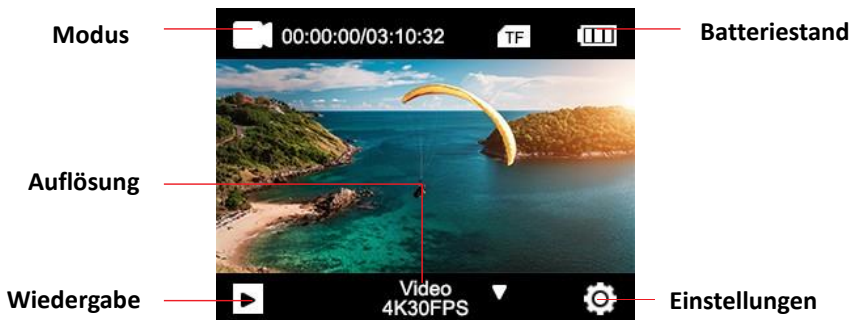 Modus
00:00:00/03:10:32
TF
Batteriestand
Auflösung
Wiedergabe
Video
4K30FPS
Einstellungen